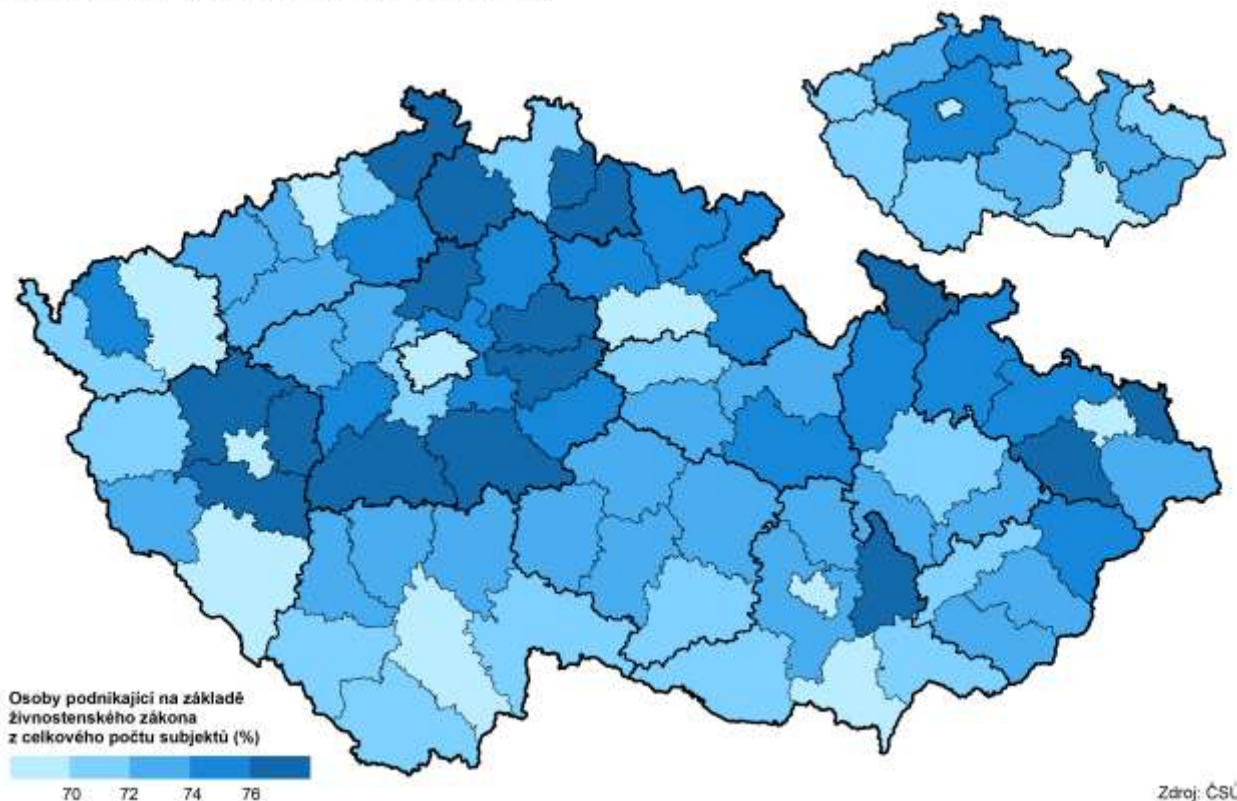 Osoby podnikající na základě
živnostenského zákona
z celkového počtu subjektů (%)
70 72 74 76
Zdroj: ČSÚ